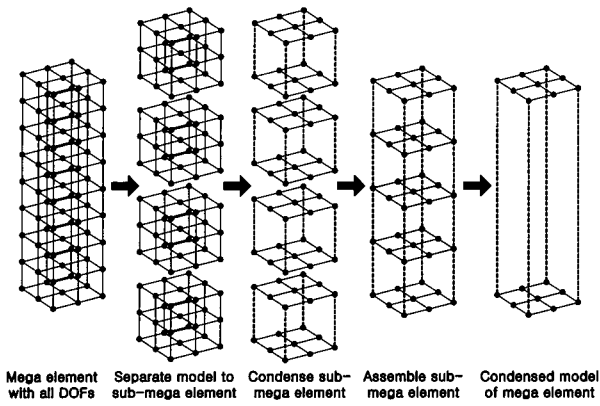 Mega element
with all DOFs
Separate model to
sub-mega element
Condense sub-
mega element
Assemble sub-
mega element
Condensed model
of mega element